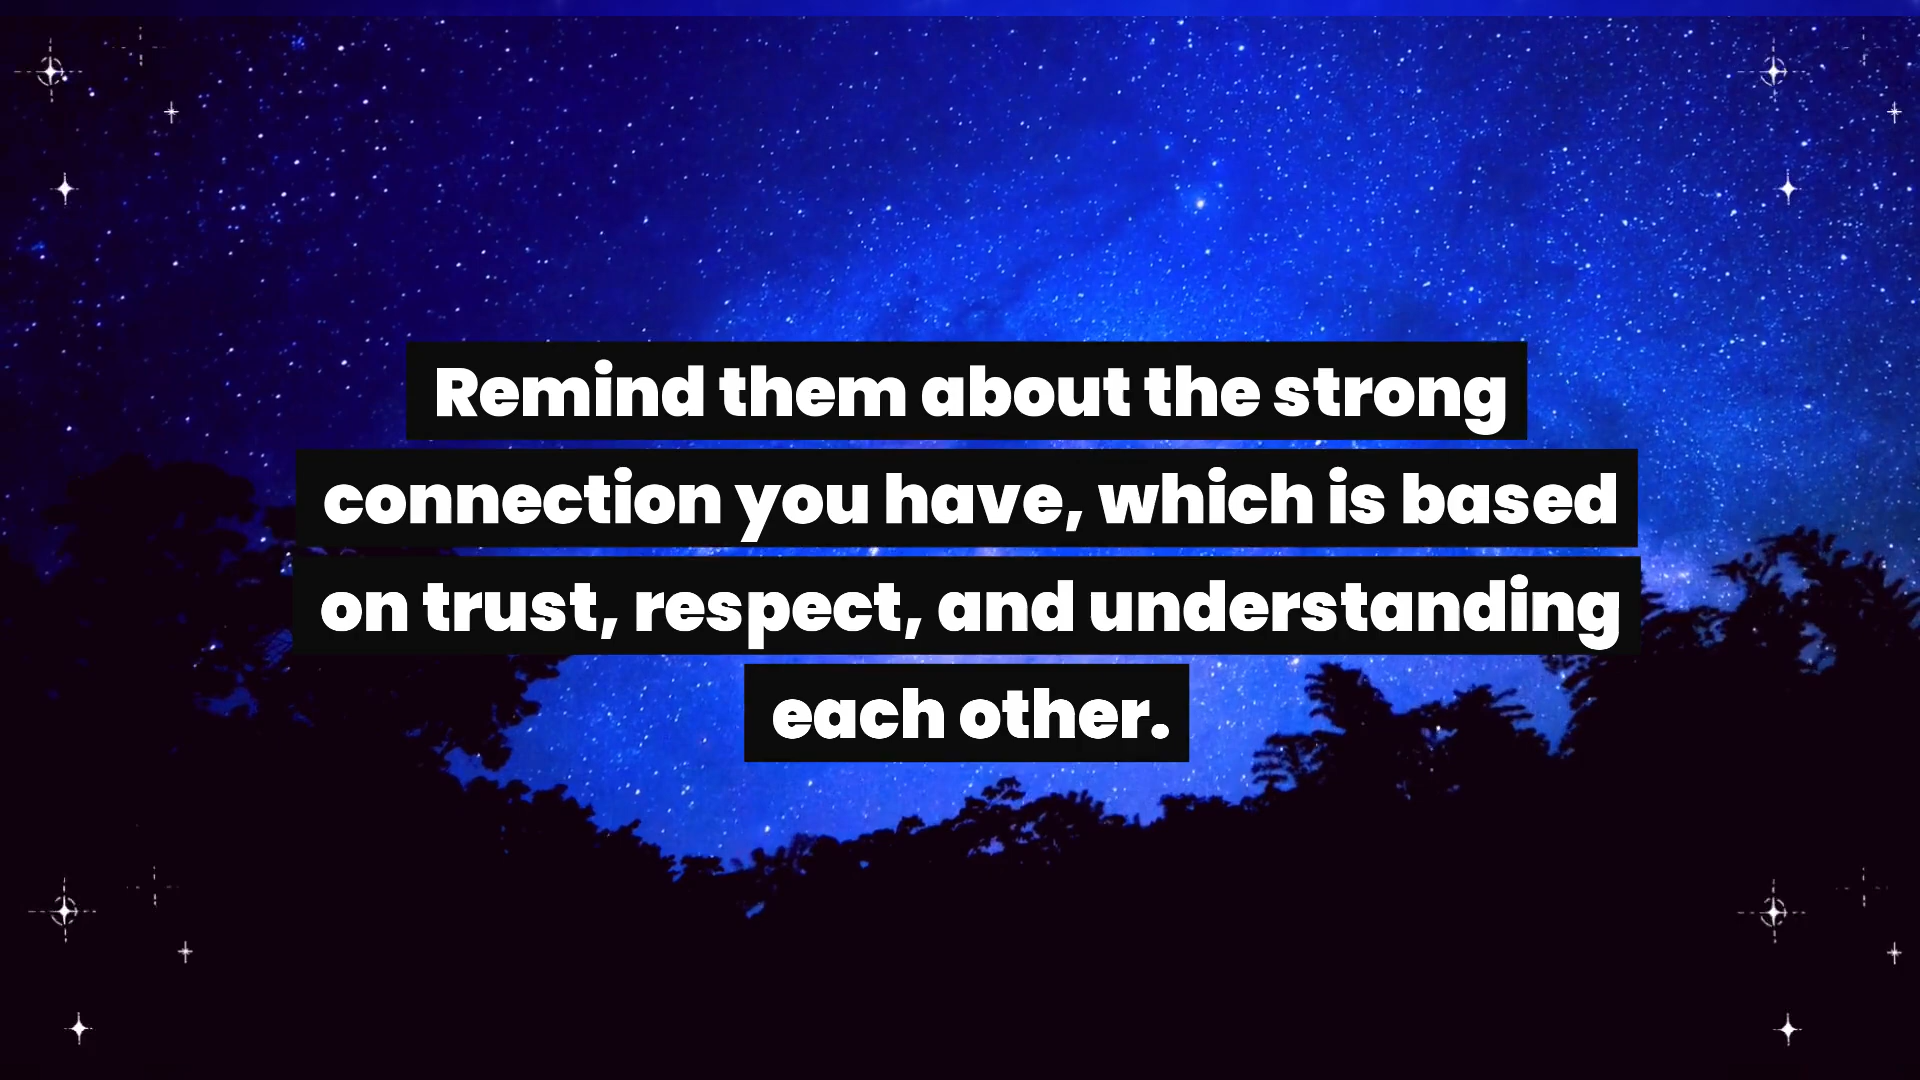 Remind them about the strong
connection you have, which is based
on trust, respect, and understanding
each other.